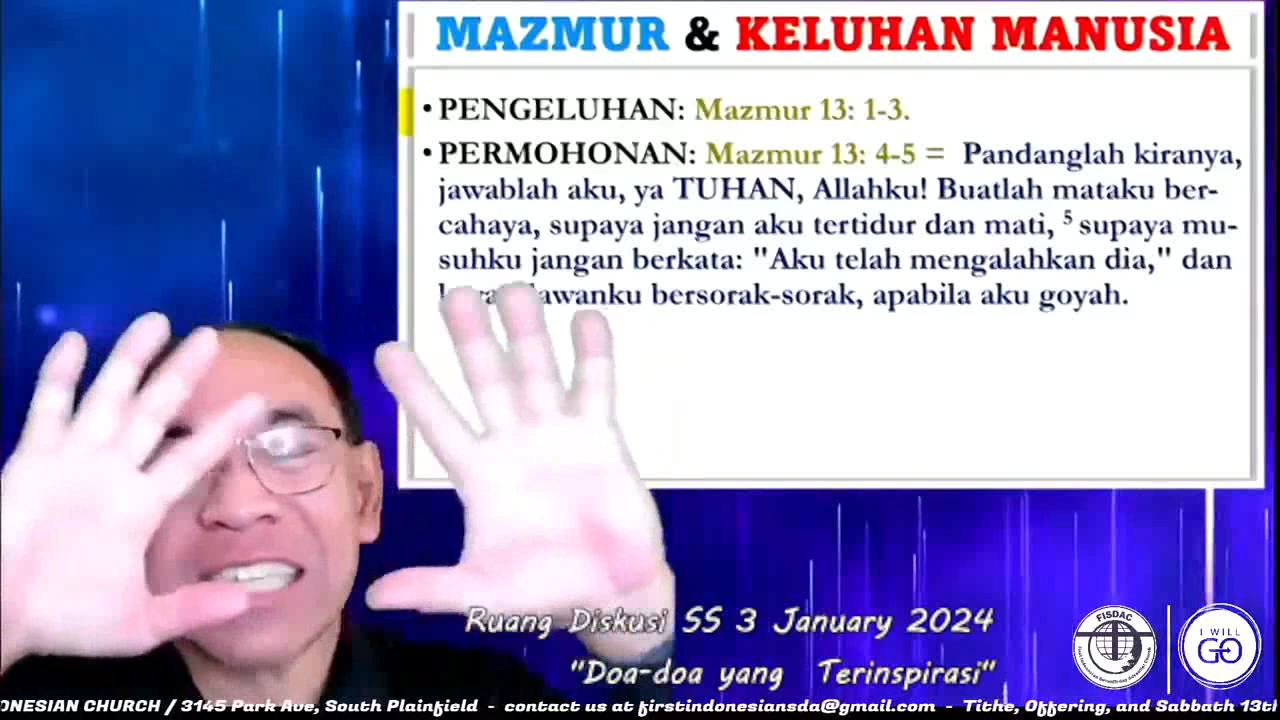 MAZMUR & KELUHAN MANUSIA
• PENGELUHAN: Mazmur 13: 1-3.
• PERMOHONAN: Mazmur 13: 4-5 = Pandanglah kiranya,
jawablah aku, ya TUHAN, Allahku! Buatlah mataku ber-
cahaya, supaya jangan aku tertidur dan mati, ⁵ supaya mu-
suhku jangan berkata: "Aku telah mengalahkan dia," dan
bersorak-sorak, apabila aku goyah.
Ruang Diskusi SS 3 January 2024
"Doa-doa yang Terinspirasi"
FISDAC
I WILL
GO
ONESIAN CHURCH / 3145 Park Ave, South Plainfield - contact us at firstindonesiansda@gmail.com - Tithe, Offering, and Sabbath 13th